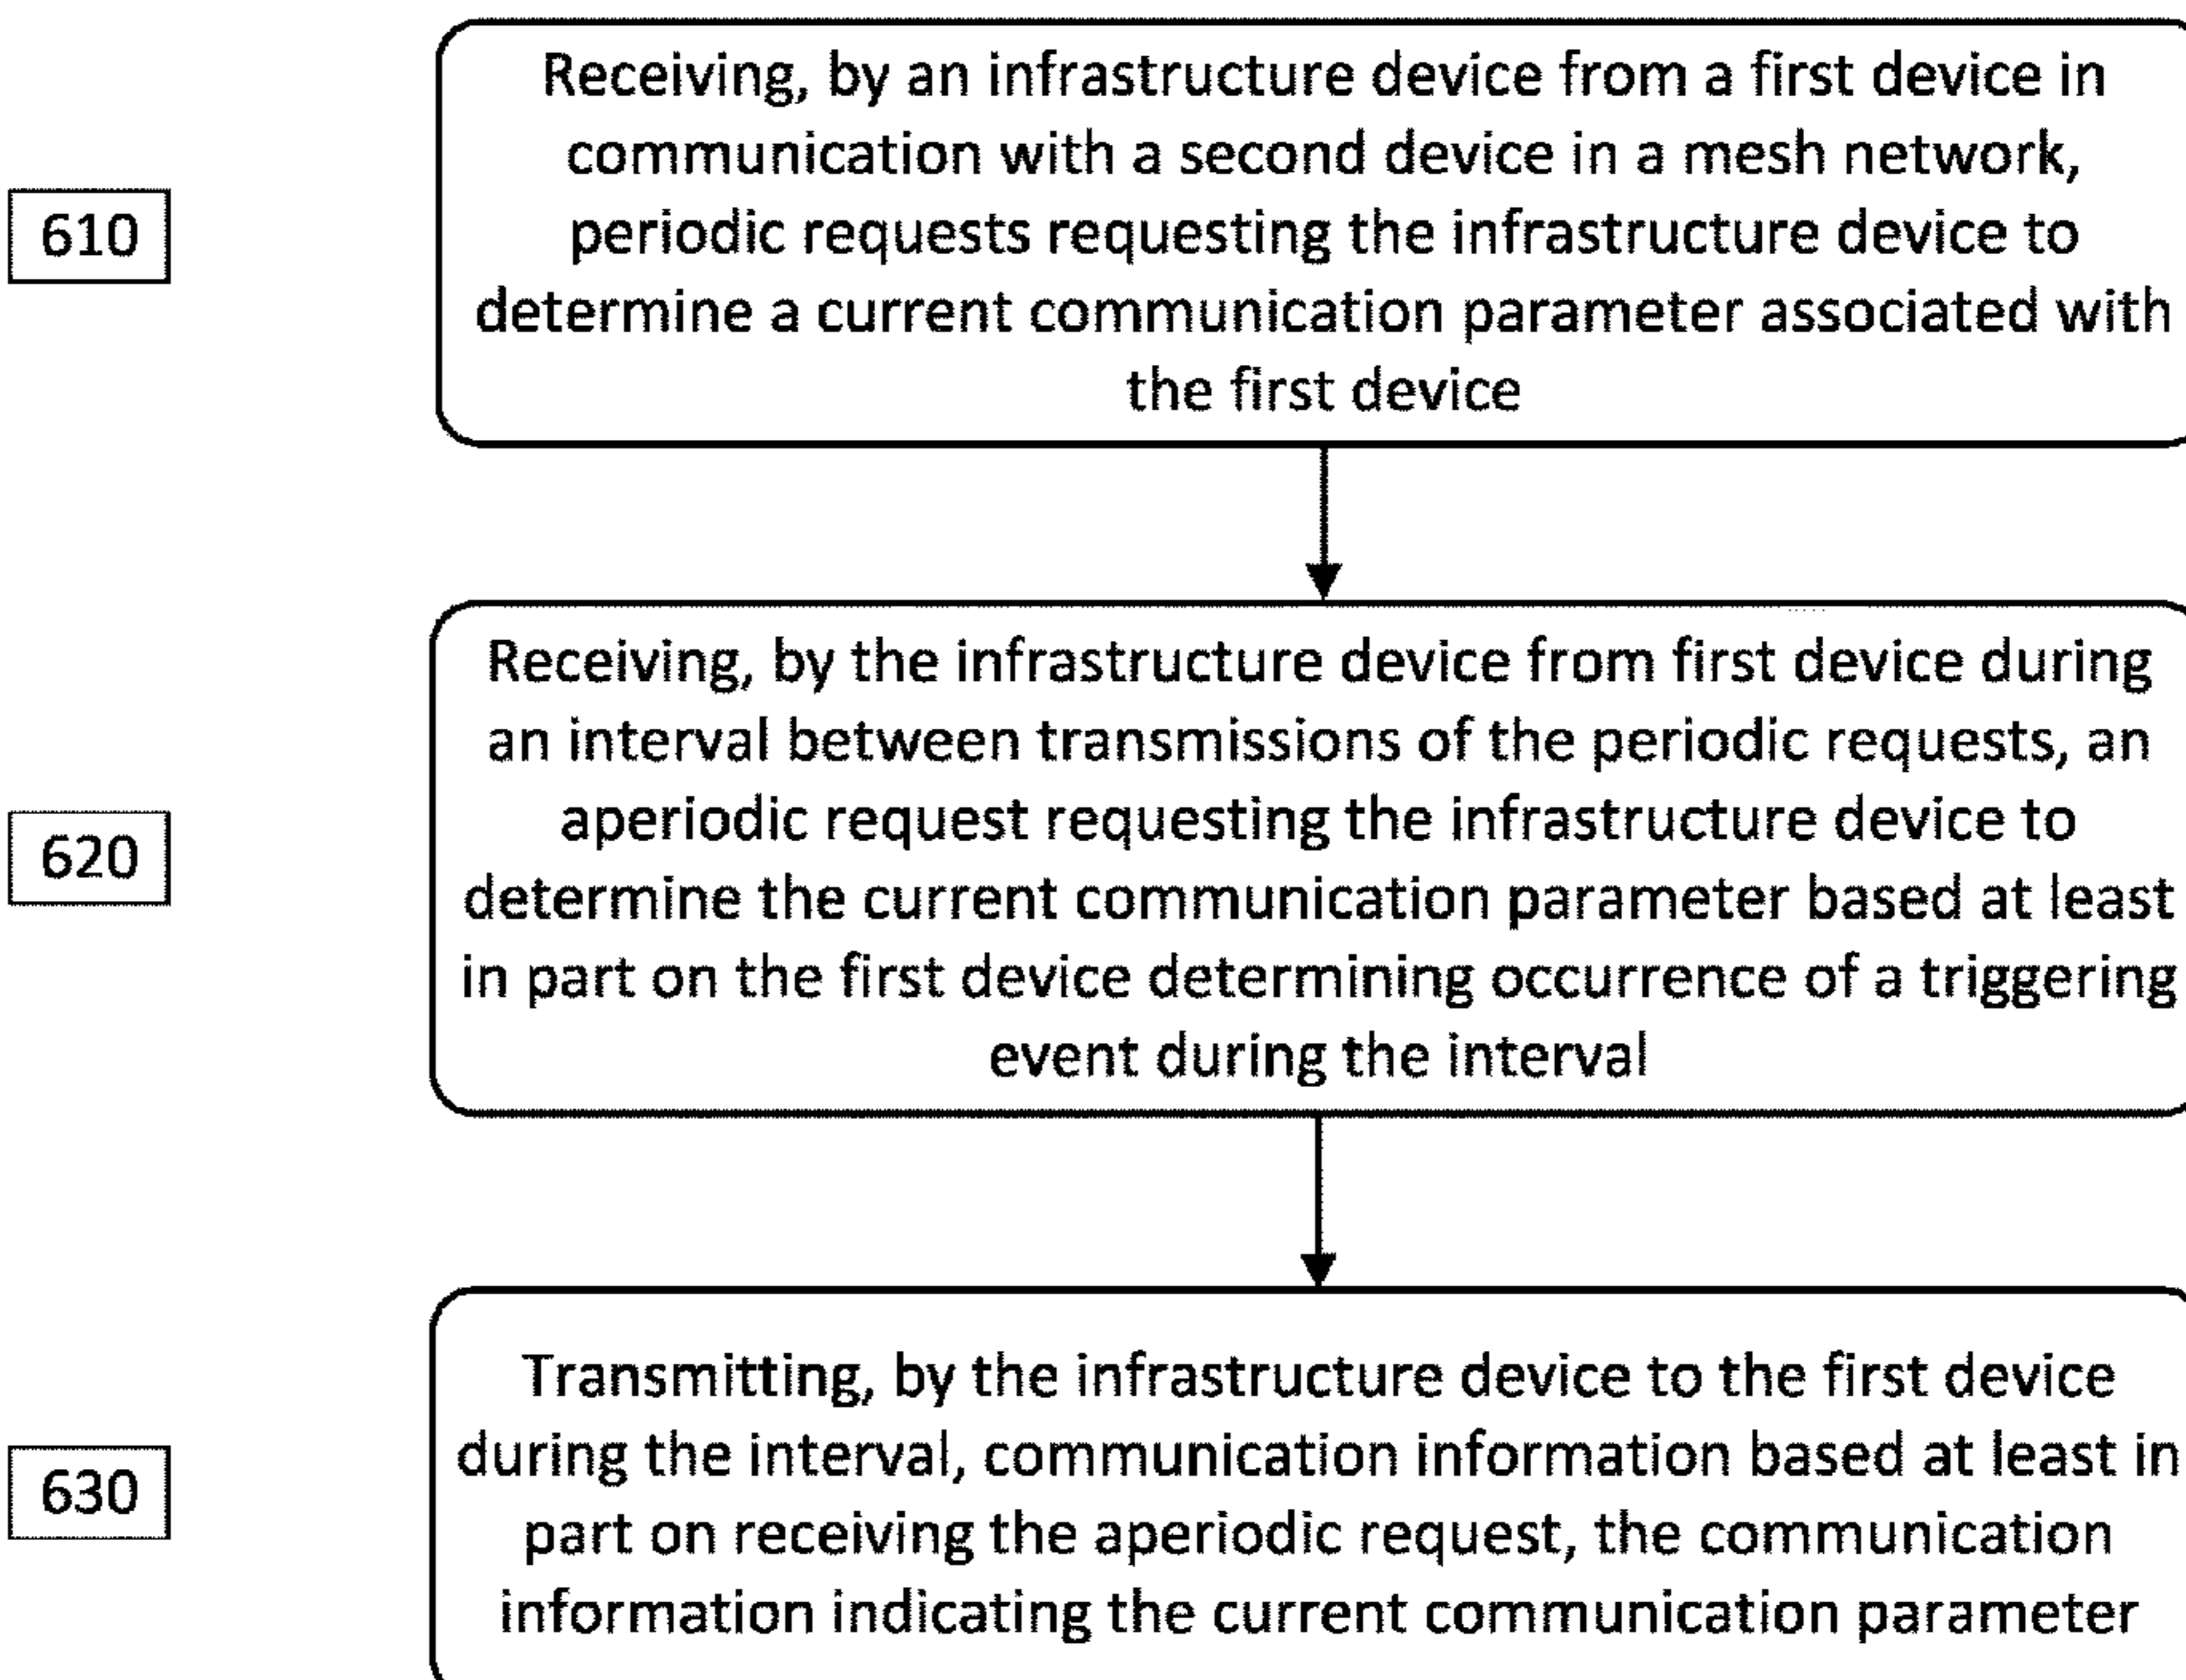 610
Receiving, by an infrastructure device from a first device in
communication with a second device in a mesh network,
periodic requests requesting the infrastructure device to
determine a current communication parameter associated with
the first device
620
Receiving, by the infrastructure device from first device during
an interval between transmissions of the periodic requests, an
aperiodic request requesting the infrastructure device to
determine the current communication parameter based at least
in part on the first device determining occurrence of a triggering
event during the interval
630
Transmitting, by the infrastructure device to the first device
during the interval, communication information based at least in
part on receiving the aperiodic request, the communication
information indicating the current communication parameter